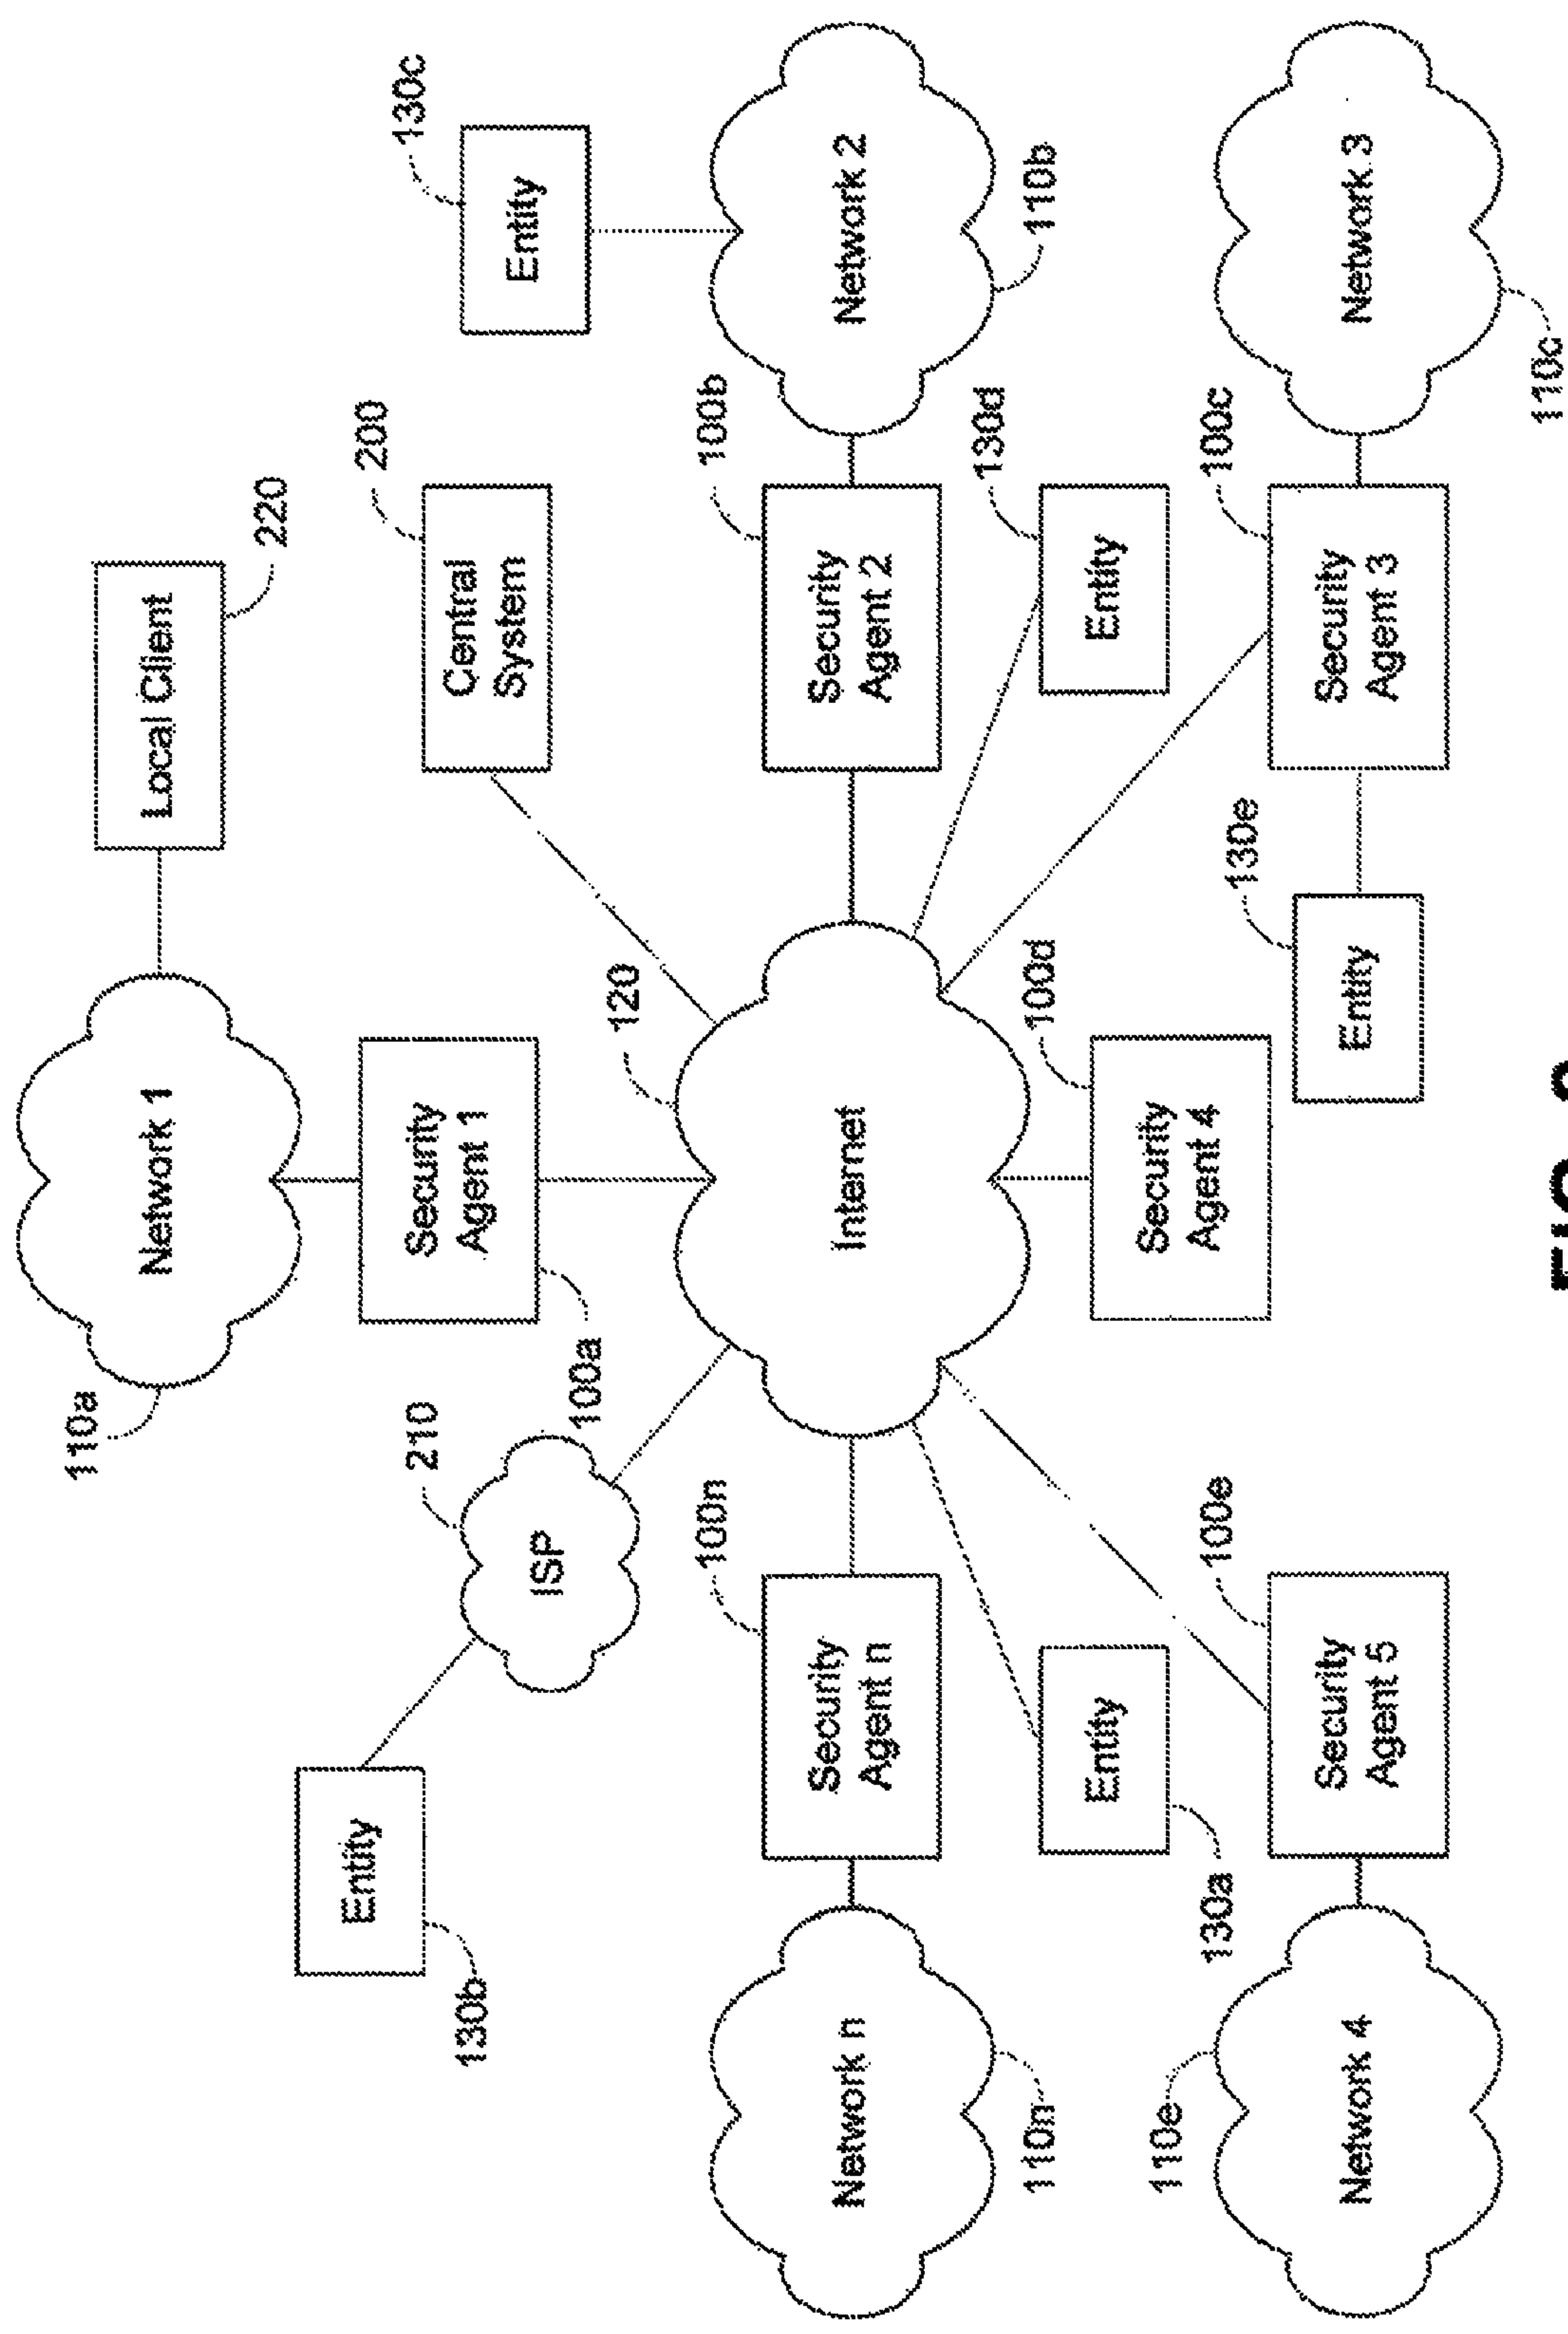 110a
Network 1
Local Client
220
130b
Entity
210
ISP
100a
Security
Agent 1
Central
System
200
Entity
130c
120
Internet
Network n
110n
Security
Agent n
100n
Security
Agent 2
100b
Network 2
110b
130a
Entity
Security
Agent 4
100d
Entity
130d
110e
Network 4
Security
Agent 5
100e
Entity
130e
Security
Agent 3
100c
Network 3
110c